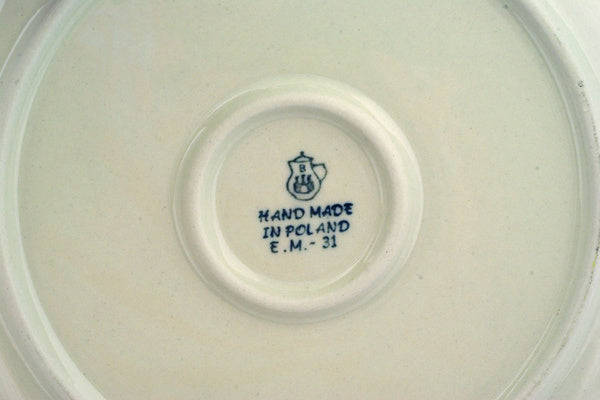 B
HAND MADE
IN POLAND
E.M.- 31